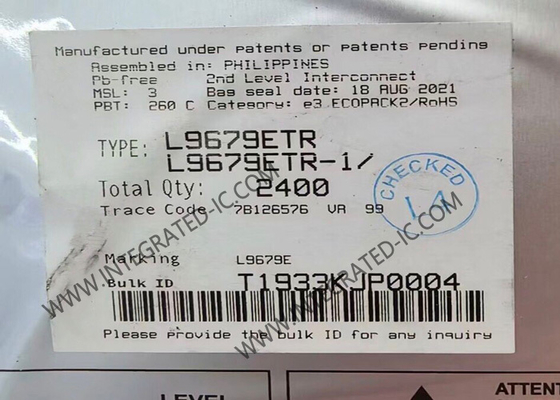 Manufactured under patents or patents pending
Assembled in: PHILIPPINES
Pb-free 2nd Level Interconnect
MSL: 3 Bag seal date: 18 AUG 2021
PBT: 260 C Category: e3 ECOPACK2/RoHS
TYPE: L9679ETR
L9679ETR-1/
Total Qty: 2400
Trace Code 7B126576 VR 99
CHECKED
Marking L9679E
Bulk ID T1933KJP0004
Please provide the bulk ID for any inquiry
LEVEL
ATTENT
WWW.INTEGRATED-IC.COM
WWW.INTEGRATED-IC.COM